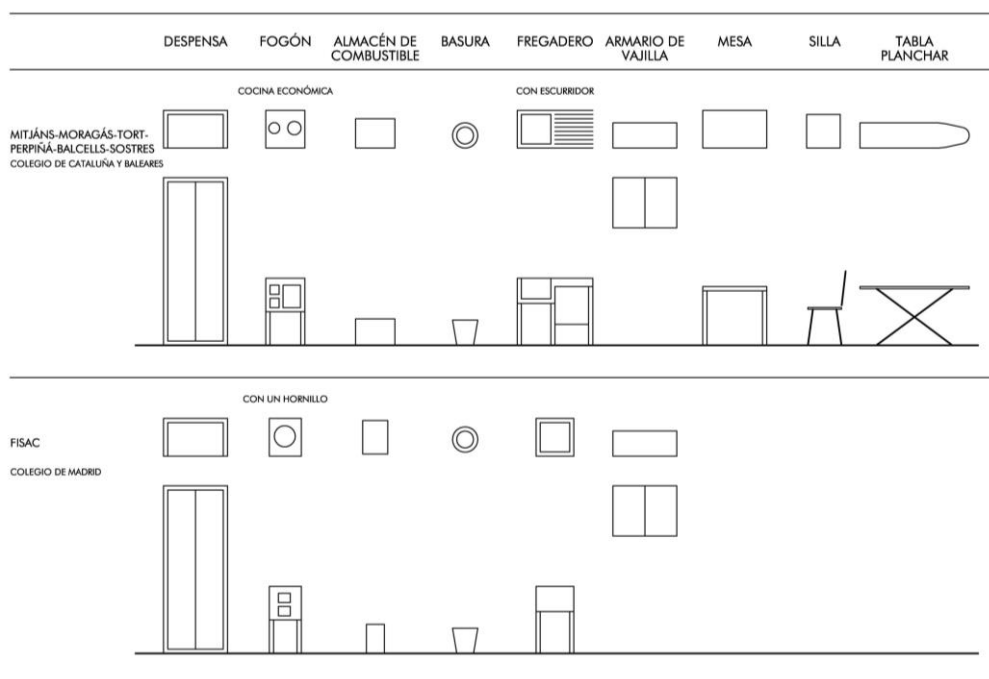 DESPENSA FOGÓN ALMACÉN DE COMBUSTIBLE BASURA FREGADERO ARMARIO DE VAJILLA MESA SILLA TABLA PLANCHAR
COCINA ECONÓMICA CON ESCURRIDOR
MITJÁNS-MORAGÁS-TORT-
PERPIÑÁ-BALCELLS-SOSTRES
COLEGIO DE CATALUÑA Y BALEARES
CON UN HORNILLO
FISAC
COLEGIO DE MADRID